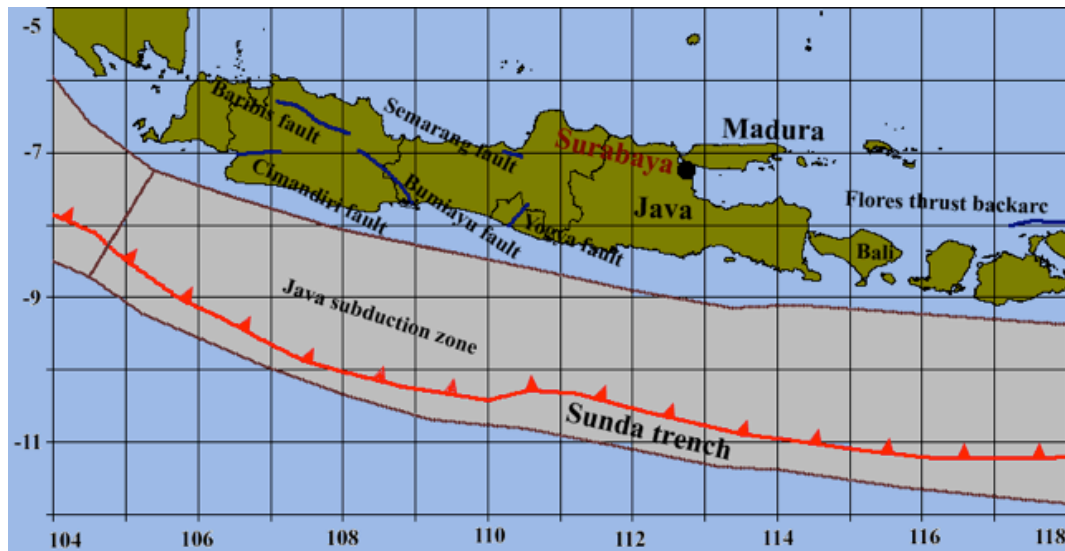 -5
Baribis fault
Semarang fault
Madura
-7
Surabaya
Cimandiri fault
Bumiayu fault
Java
Flores thrust backarc
Yogya fault
Bali
-9
Java subduction zone
Sunda trench
-11
104
106
108
110
112
114
116
118